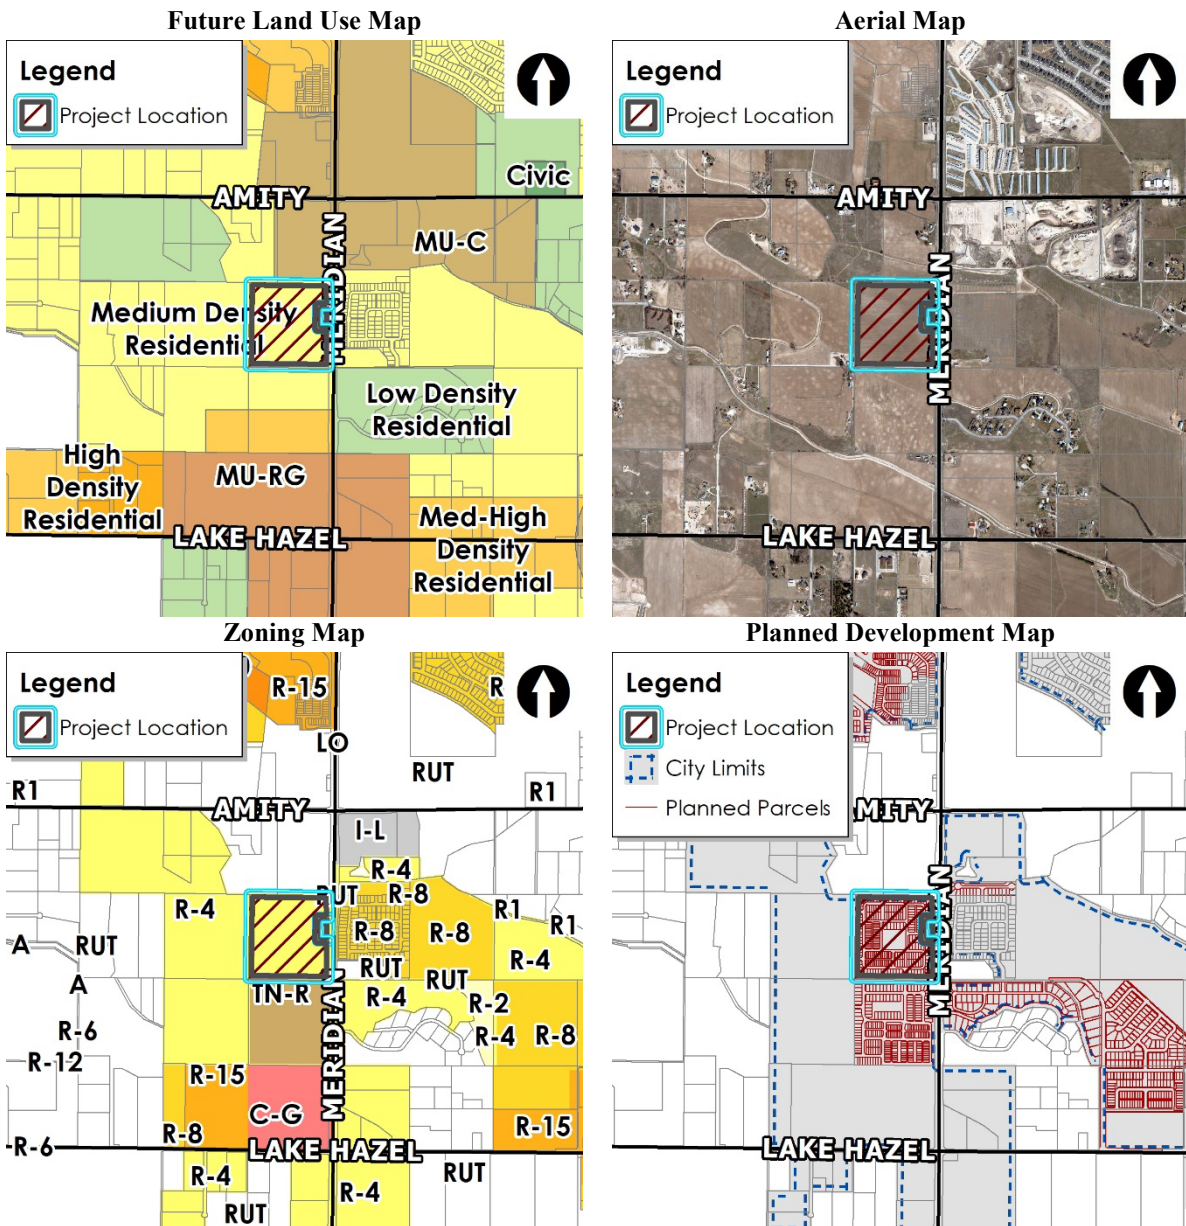 Future Land Use Map
Legend
Project Location
Civic
AMITY
MERIDIAN
MU-C
Medium Density
Residential
Low Density
Residential
High
Density
Residential
MU-RG
Med-High
Density
Residential
LAKE HAZEL
Aerial Map
Legend
Project Location
AMITY
MERIDIAN
LAKE HAZEL
Zoning Map
Legend
Project Location
R-15
R
LO
RUT
R1
R1
AMITY
I-L
R-4
RUT
R-8
R-4
R1
R1
R-8
R-8
A
RUT
R-4
RUT
RUT
A
TN-R
R-4
R-2
R-6
R-4
R-8
R-12
MERIDIAN
R-15
C-G
R-15
R-8
R-6
LAKE HAZEL
R-4
RUT
R-4
RUT
Planned Development Map
Legend
Project Location
City Limits
Planned Parcels
AMITY
MERIDIAN
LAKE HAZEL